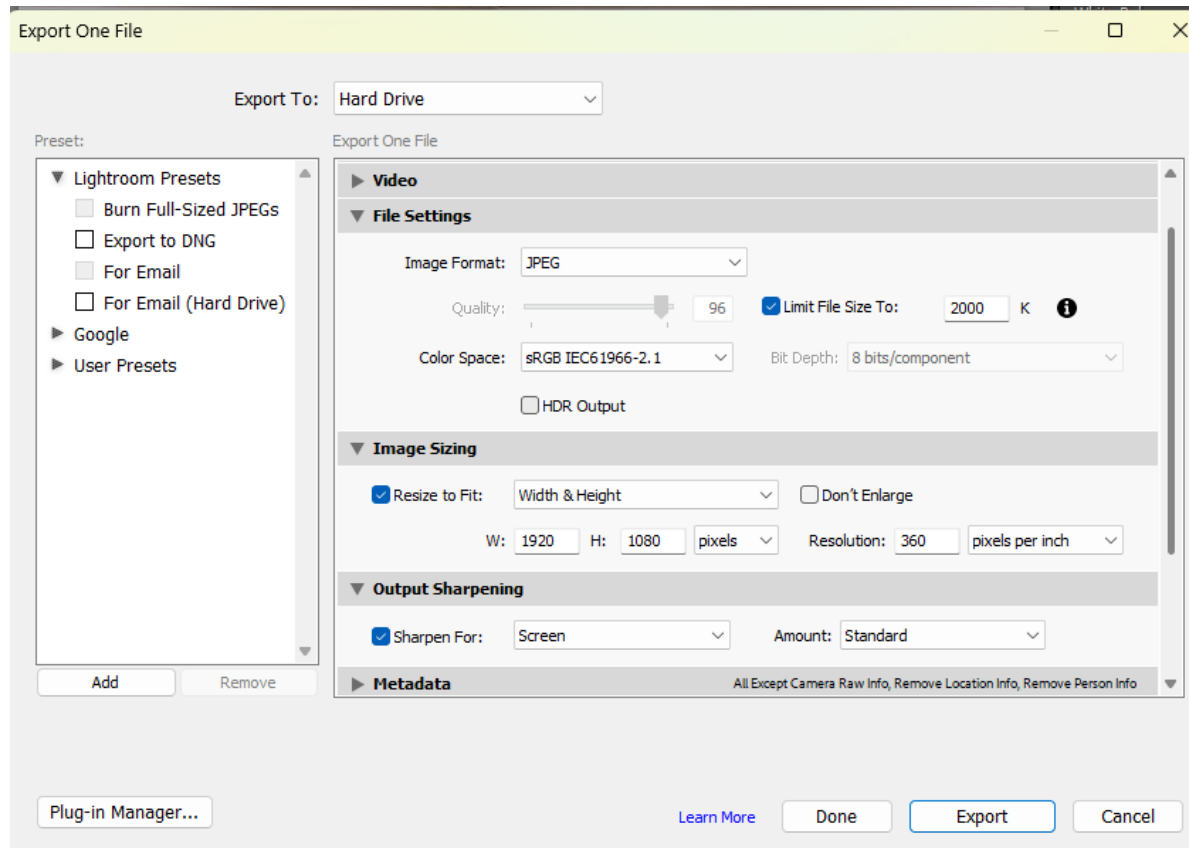 Export One File
Export To: Hard Drive
Preset:
Export One File
Lightroom Presets
Burn Full-Sized JPEGs
Export to DNG
For Email
For Email (Hard Drive)
Google
User Presets
Add Remove
Video
File Settings
Image Format: JPEG
Quality: 96 Limit File Size To: 2000 K
Color Space: sRGB IEC61966-2.1 Bit Depth: 8 bits/component
HDR Output
Image Sizing
Resize to Fit: Width & Height Don't Enlarge
W: 1920 H: 1080 pixels Resolution: 360 pixels per inch
Output Sharpening
Sharpen For: Screen Amount: Standard
Metadata All Except Camera Raw Info, Remove Location Info, Remove Person Info
Plug-in Manager... Learn More Done Export Cancel